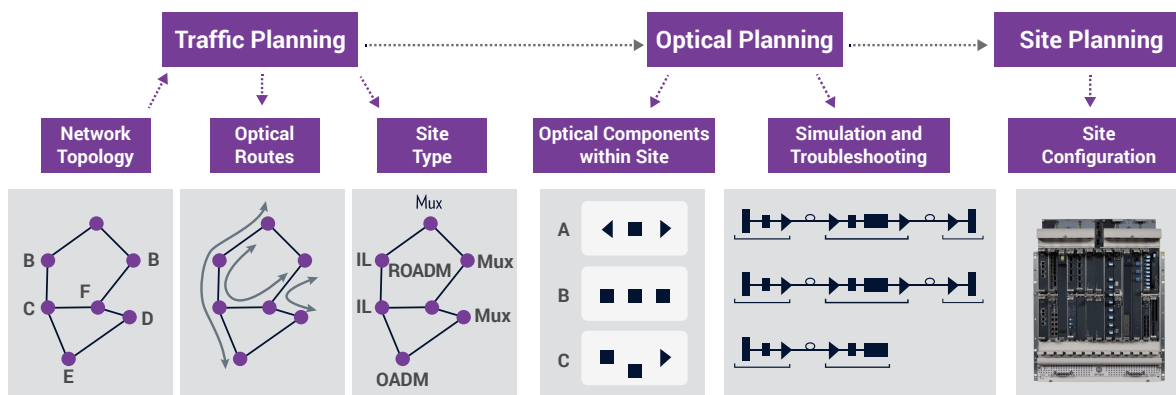 Traffic Planning
Optical Planning
Site Planning
Network
Topology
Optical
Routes
Site
Type
Optical Components
within Site
Simulation and
Troubleshooting
Site
Configuration
B
B
C
F
D
E
Mux
IL
ROADM
Mux
IL
Mux
OADM
A
B
C